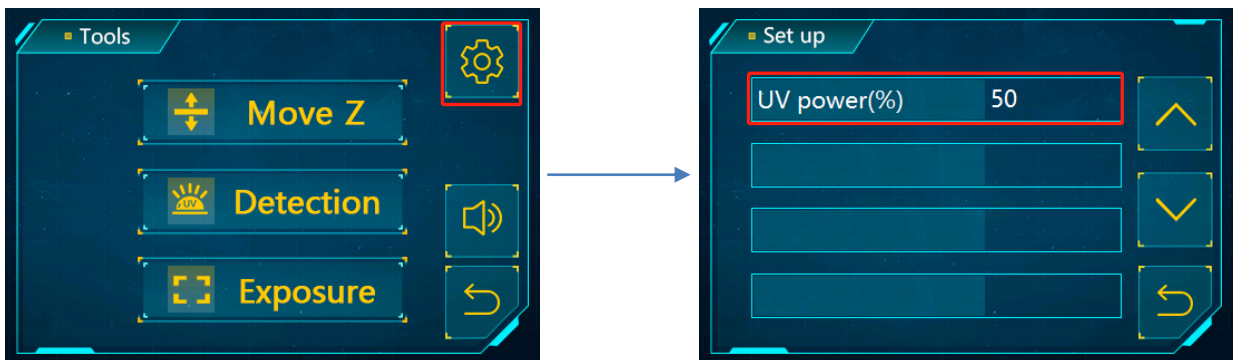 Tools
Move Z
UV
Detection
Exposure
Set up
UV power(%) 50